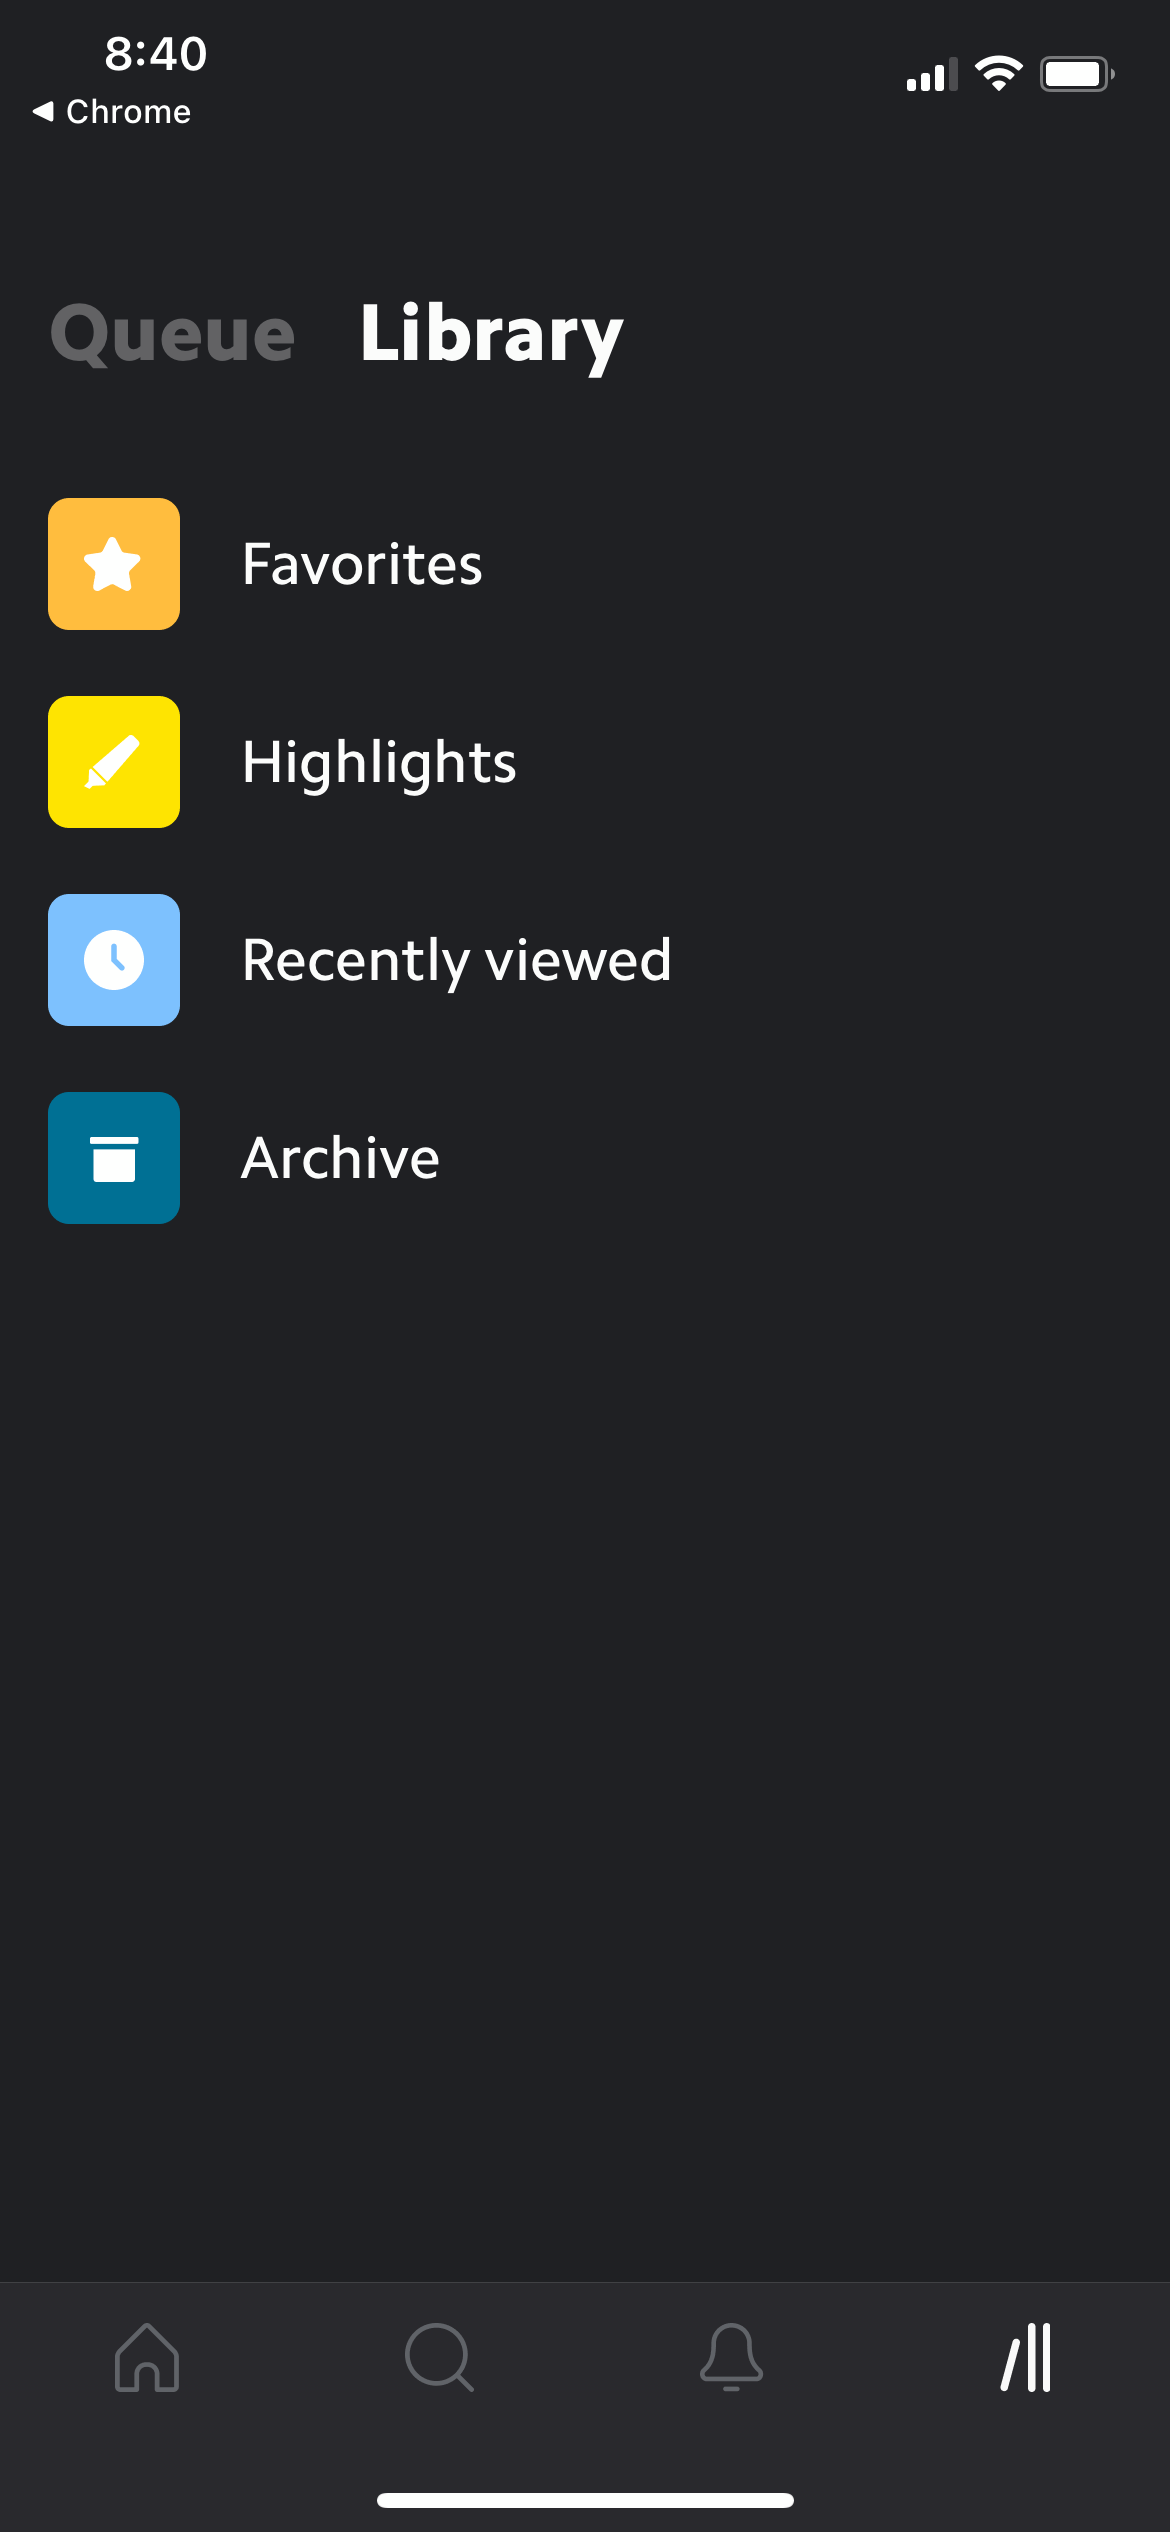 8:40
◀ Chrome
Queue Library
Favorites
Highlights
Recently viewed
Archive